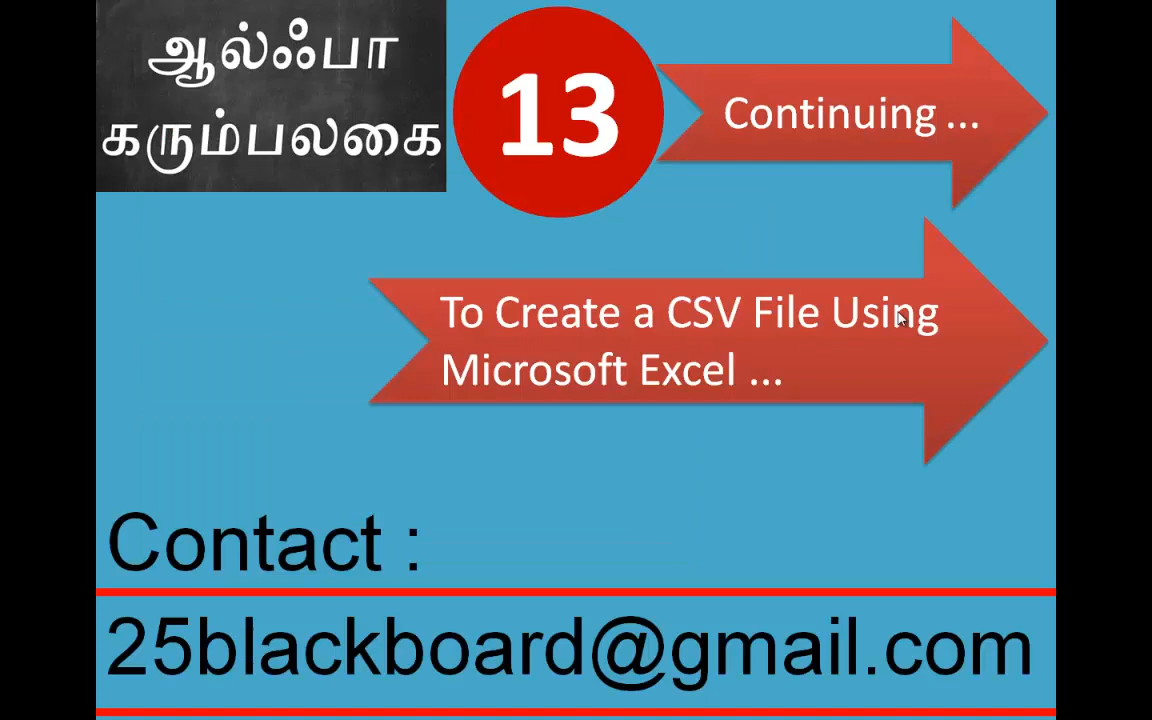 ஆல்ஃபா
கரும்பலகை
13
Continuing ...
To Create a CSV File Using
Microsoft Excel ...
Contact :
25blackboard@gmail.com